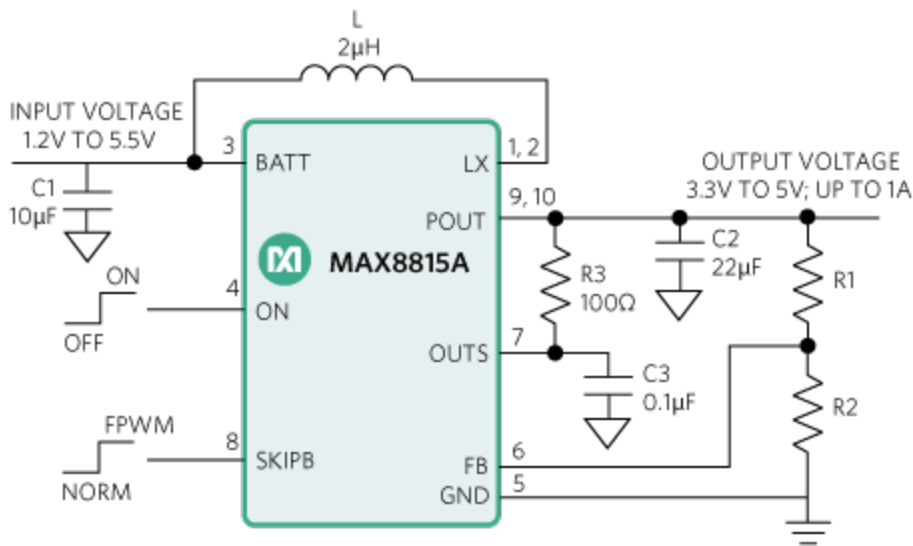 L
2µH
INPUT VOLTAGE
1.2V TO 5.5V
3
BATT
1, 2
LX
C1
10µF
OUTPUT VOLTAGE
3.3V TO 5V; UP TO 1A
9, 10
POUT
C2
22µF
R1
MAX8815A
R3
100Ω
ON
4
ON
OFF
7
OUTS
C3
0.1µF
R2
FPWM
8
SKIPB
NORM
6
FB
5
GND